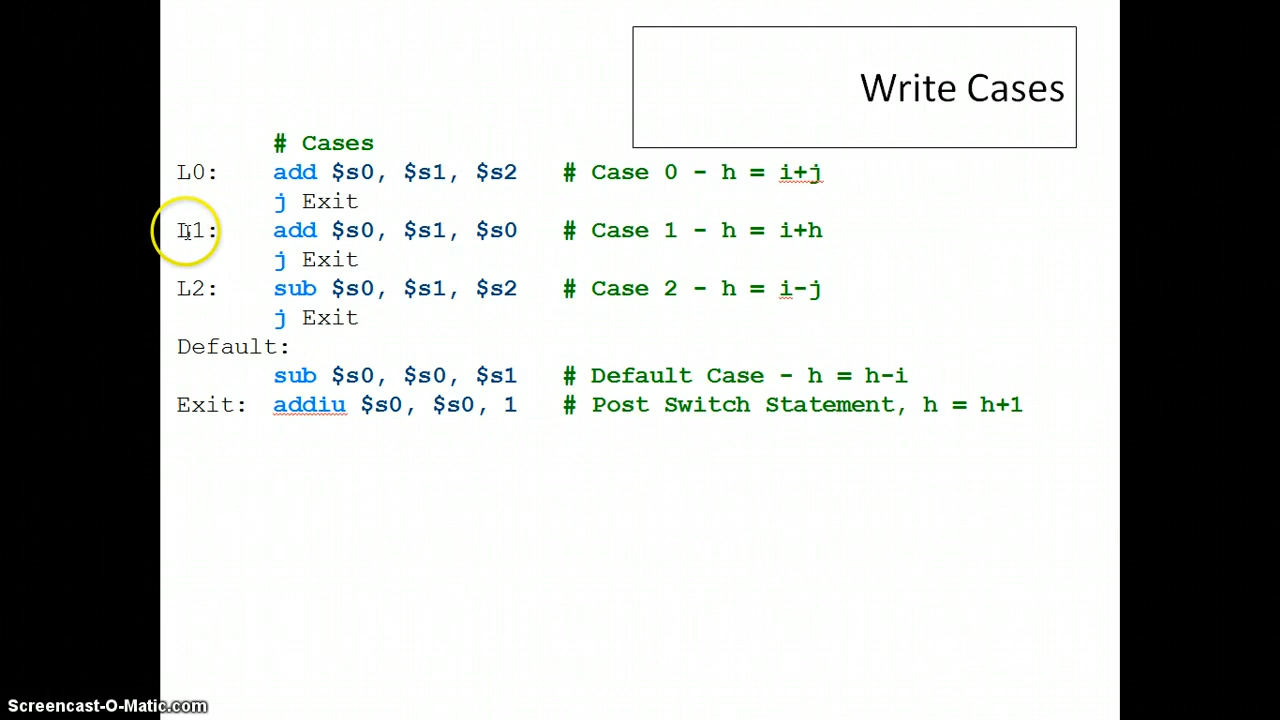 Write Cases
# Cases
L0: add $s0, $s1, $s2 # Case 0 - h = i+j
j Exit
L1: add $s0, $s1, $s0 # Case 1 - h = i+h
j Exit
L2: sub $s0, $s1, $s2 # Case 2 - h = i-j
j Exit
Default:
sub $s0, $s0, $s1 # Default Case - h = h-i
Exit: addiu $s0, $s0, 1 # Post Switch Statement, h = h+1
Screencast-O-Matic.com